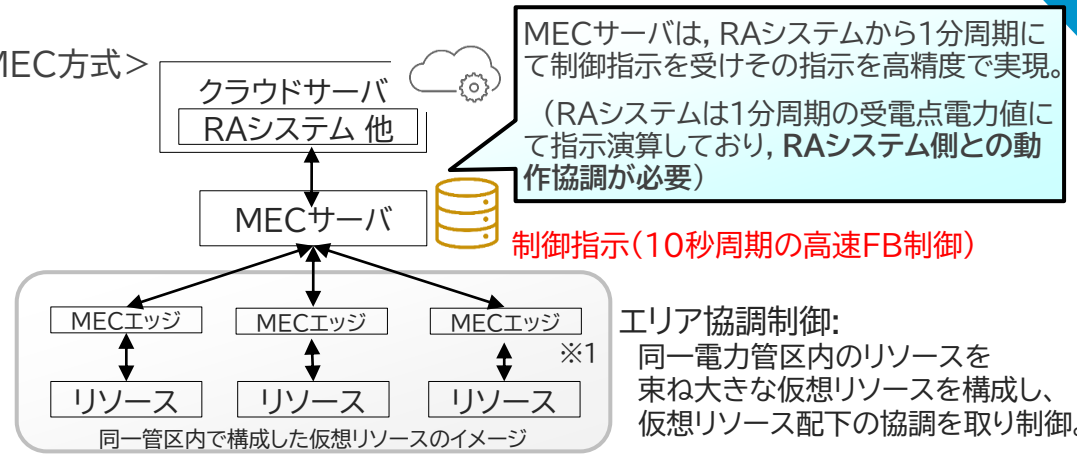 MEC方式>
クラウドサーバ
RAシステム 他
MECサーバは, RAシステムから1分周期に
て制御指示を受けその指示を高精度で実現。
（RAシステムは1分周期の受電点電力値に
て指示演算しており, RAシステム側との動
作協調が必要）
MECサーバ
制御指示(10秒周期の高速FB制御)
MECエッジ
MECエッジ
MECエッジ
※1
リソース
リソース
リソース
同一管区内で構成した仮想リソースのイメージ
エリア協調制御:
同一電力管区内のリソースを
束ね大きな仮想リソースを構成し、
仮想リソース配下の協調を取り制御。